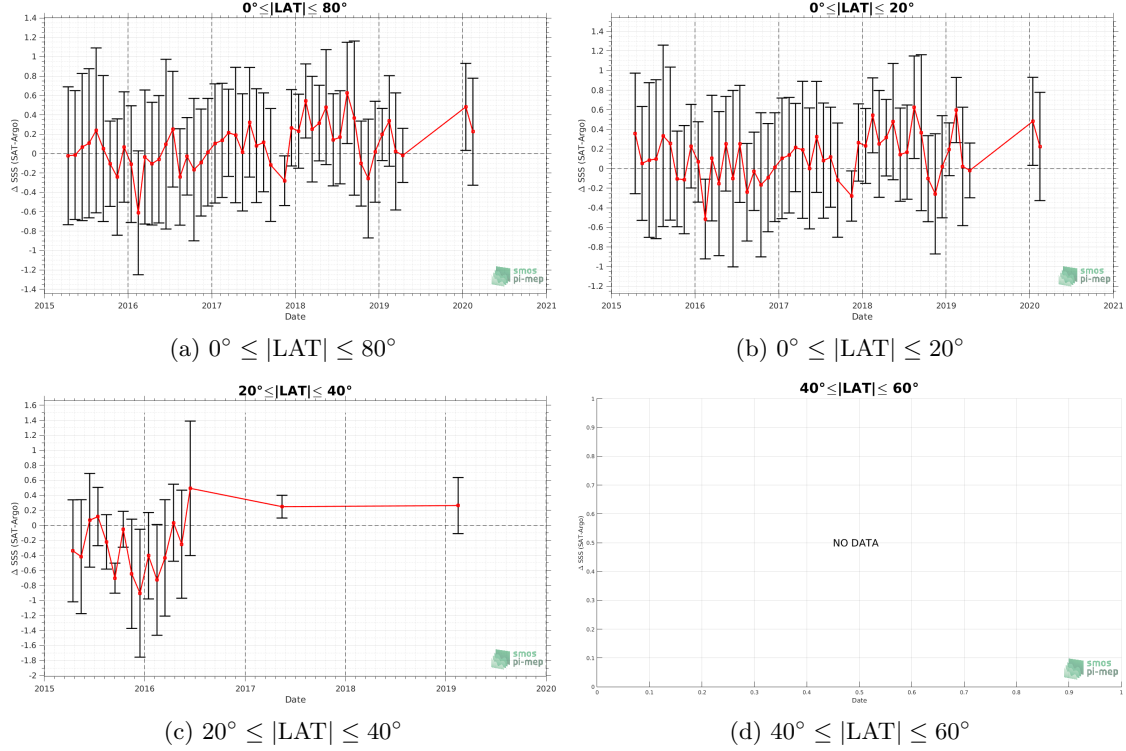 0°≤|LAT|≤ 80°
1.4
1.2
1
0.8
0.6
0.4
0.2
0
-0.2
-0.4
-0.6
-0.8
-1
-1.2
-1.4
Δ SSS (SAT-Argo)
2015 2016 2017 2018 2019 2020 2021
Date
smos
pi-mep
(a) 0° ≤ |LAT| ≤ 80°
0°≤|LAT|≤ 20°
1.4
1.2
1
0.8
0.6
0.4
0.2
0
-0.2
-0.4
-0.6
-0.8
-1
-1.2
Δ SSS (SAT-Argo)
2015 2016 2017 2018 2019 2020 2021
Date
smos
pi-mep
(b) 0° ≤ |LAT| ≤ 20°
20°≤|LAT|≤ 40°
1.6
1.4
1.2
1
0.8
0.6
0.4
0.2
0
-0.2
-0.4
-0.6
-0.8
-1
-1.2
-1.4
-1.6
-1.8
-2
Δ SSS (SAT-Argo)
2015 2016 2017 2018 2019 2020
Date
smos
pi-mep
(c) 20° ≤ |LAT| ≤ 40°
40°≤|LAT|≤ 60°
1
0.9
0.8
0.7
0.6
0.5
0.4
0.3
0.2
0.1
0
Δ SSS (SAT-Argo)
NO DATA
0 0.1 0.2 0.3 0.4 0.5 0.6 0.7 0.8 0.9 1
Date
smos
pi-mep
(d) 40° ≤ |LAT| ≤ 60°